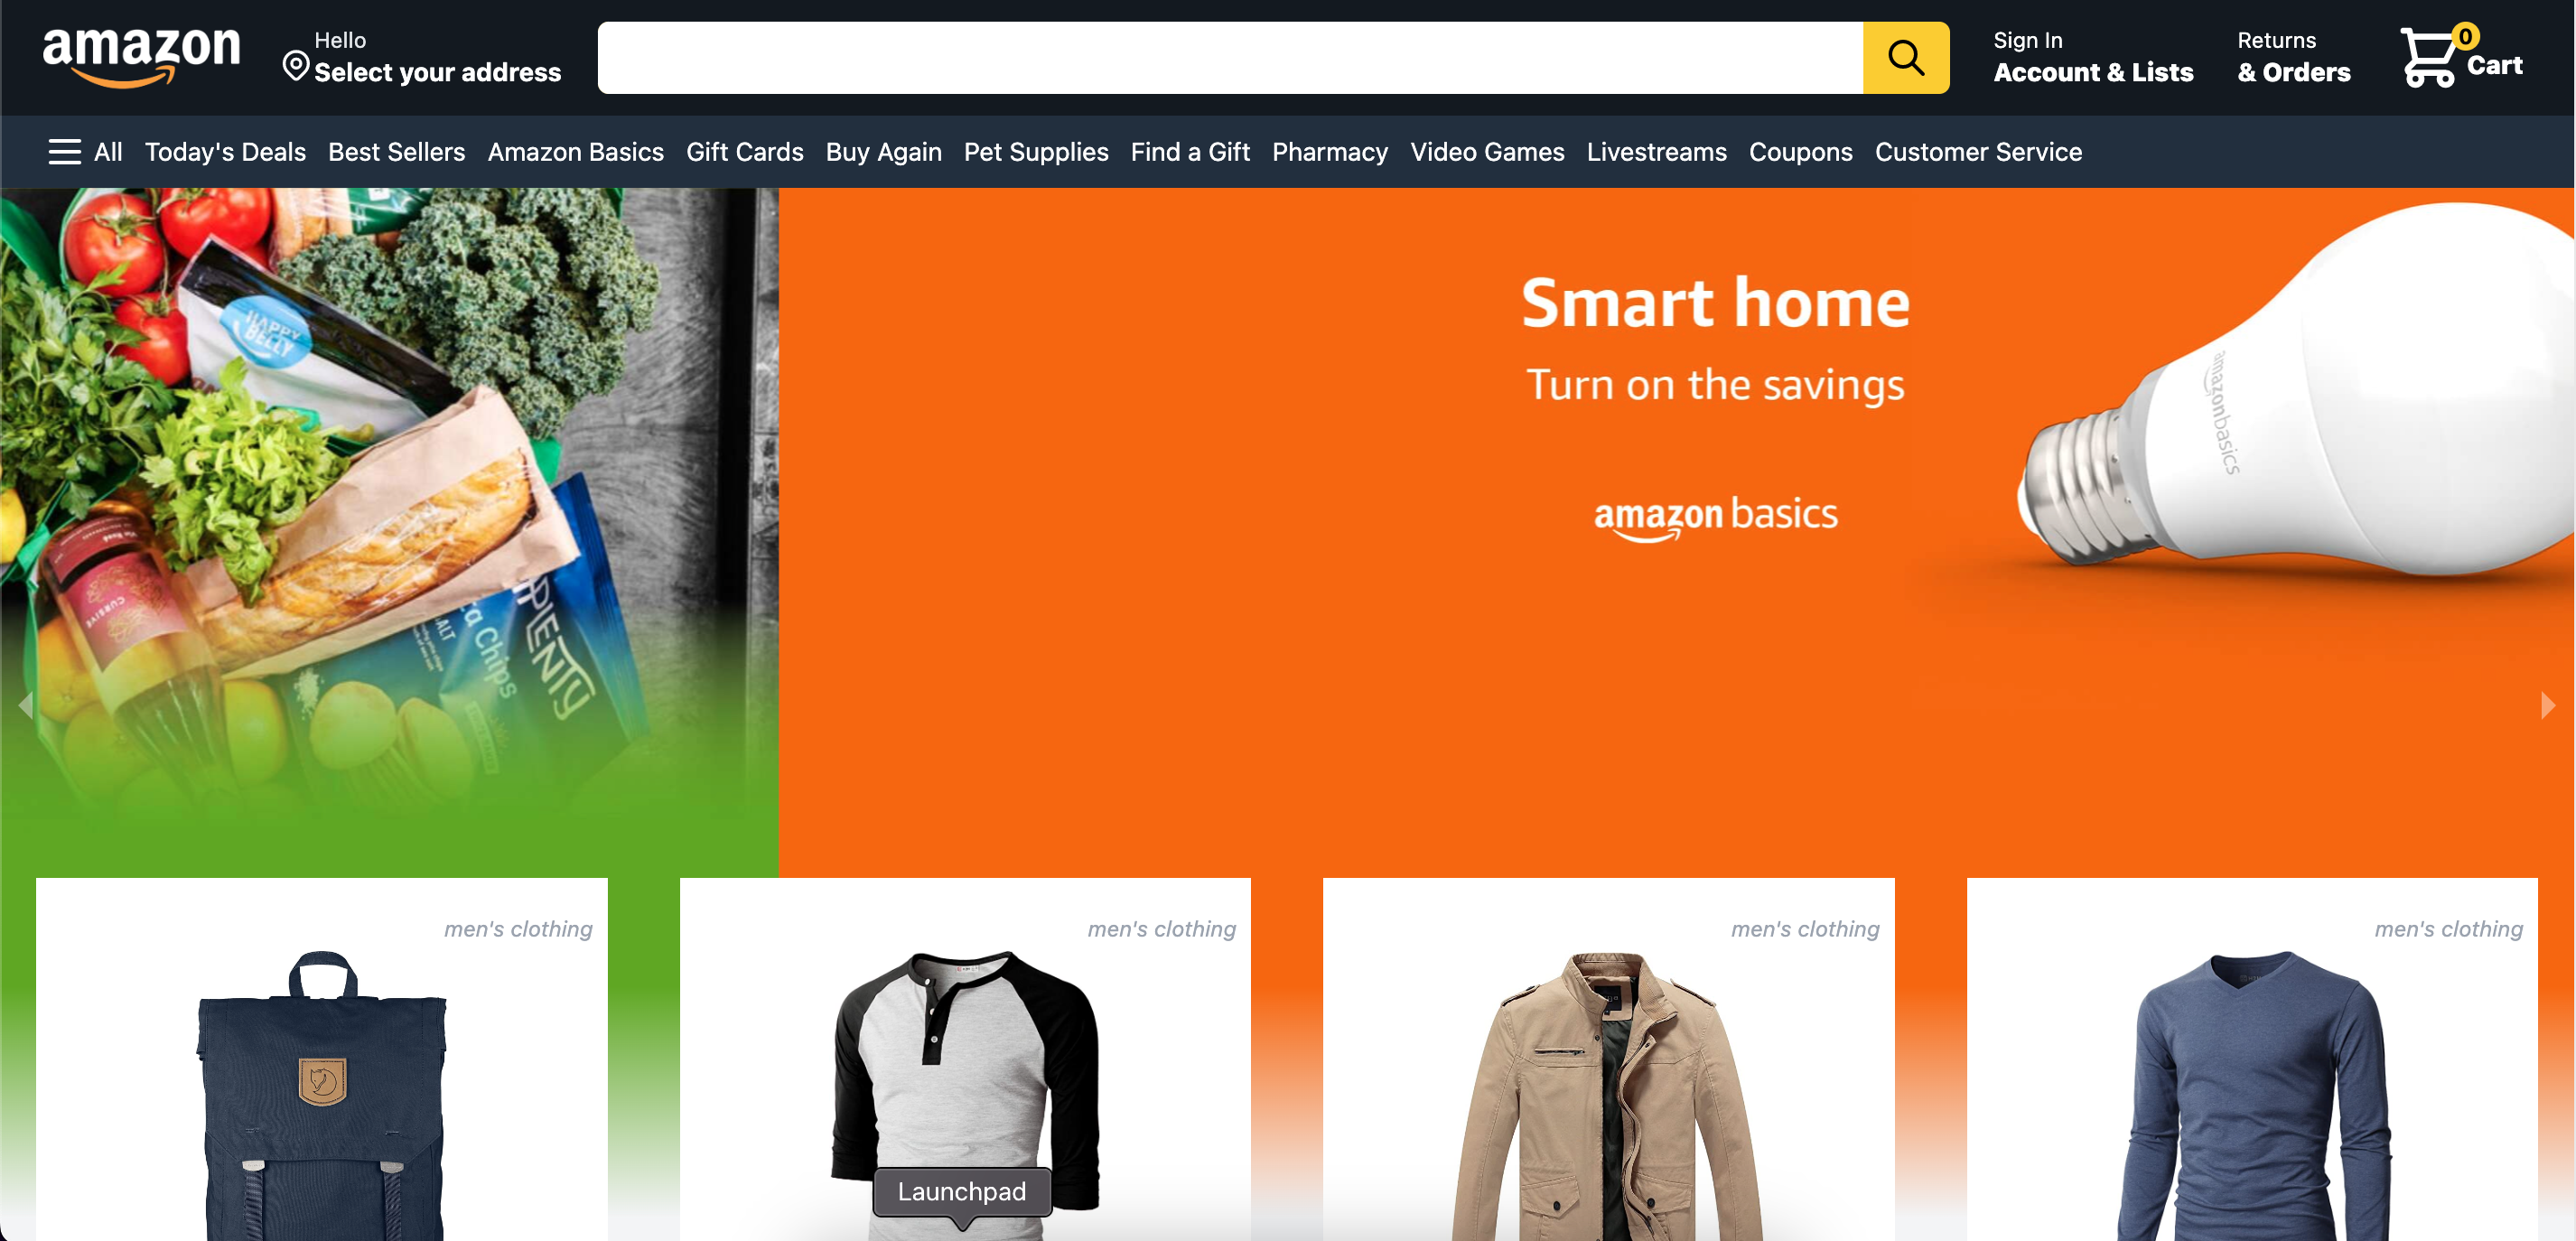 amazon
Hello
Select your address
Sign In
Account & Lists
Returns
& Orders
0
Cart
All Today's Deals Best Sellers Amazon Basics Gift Cards Buy Again Pet Supplies Find a Gift Pharmacy Video Games Livestreams Coupons Customer Service
HAPPY
BELLY
CURSIVE
ta Chips
PLENTY
Smart home
Turn on the savings
amazon basics
amazonbasics
men's clothing
men's clothing
men's clothing
men's clothing
Launchpad